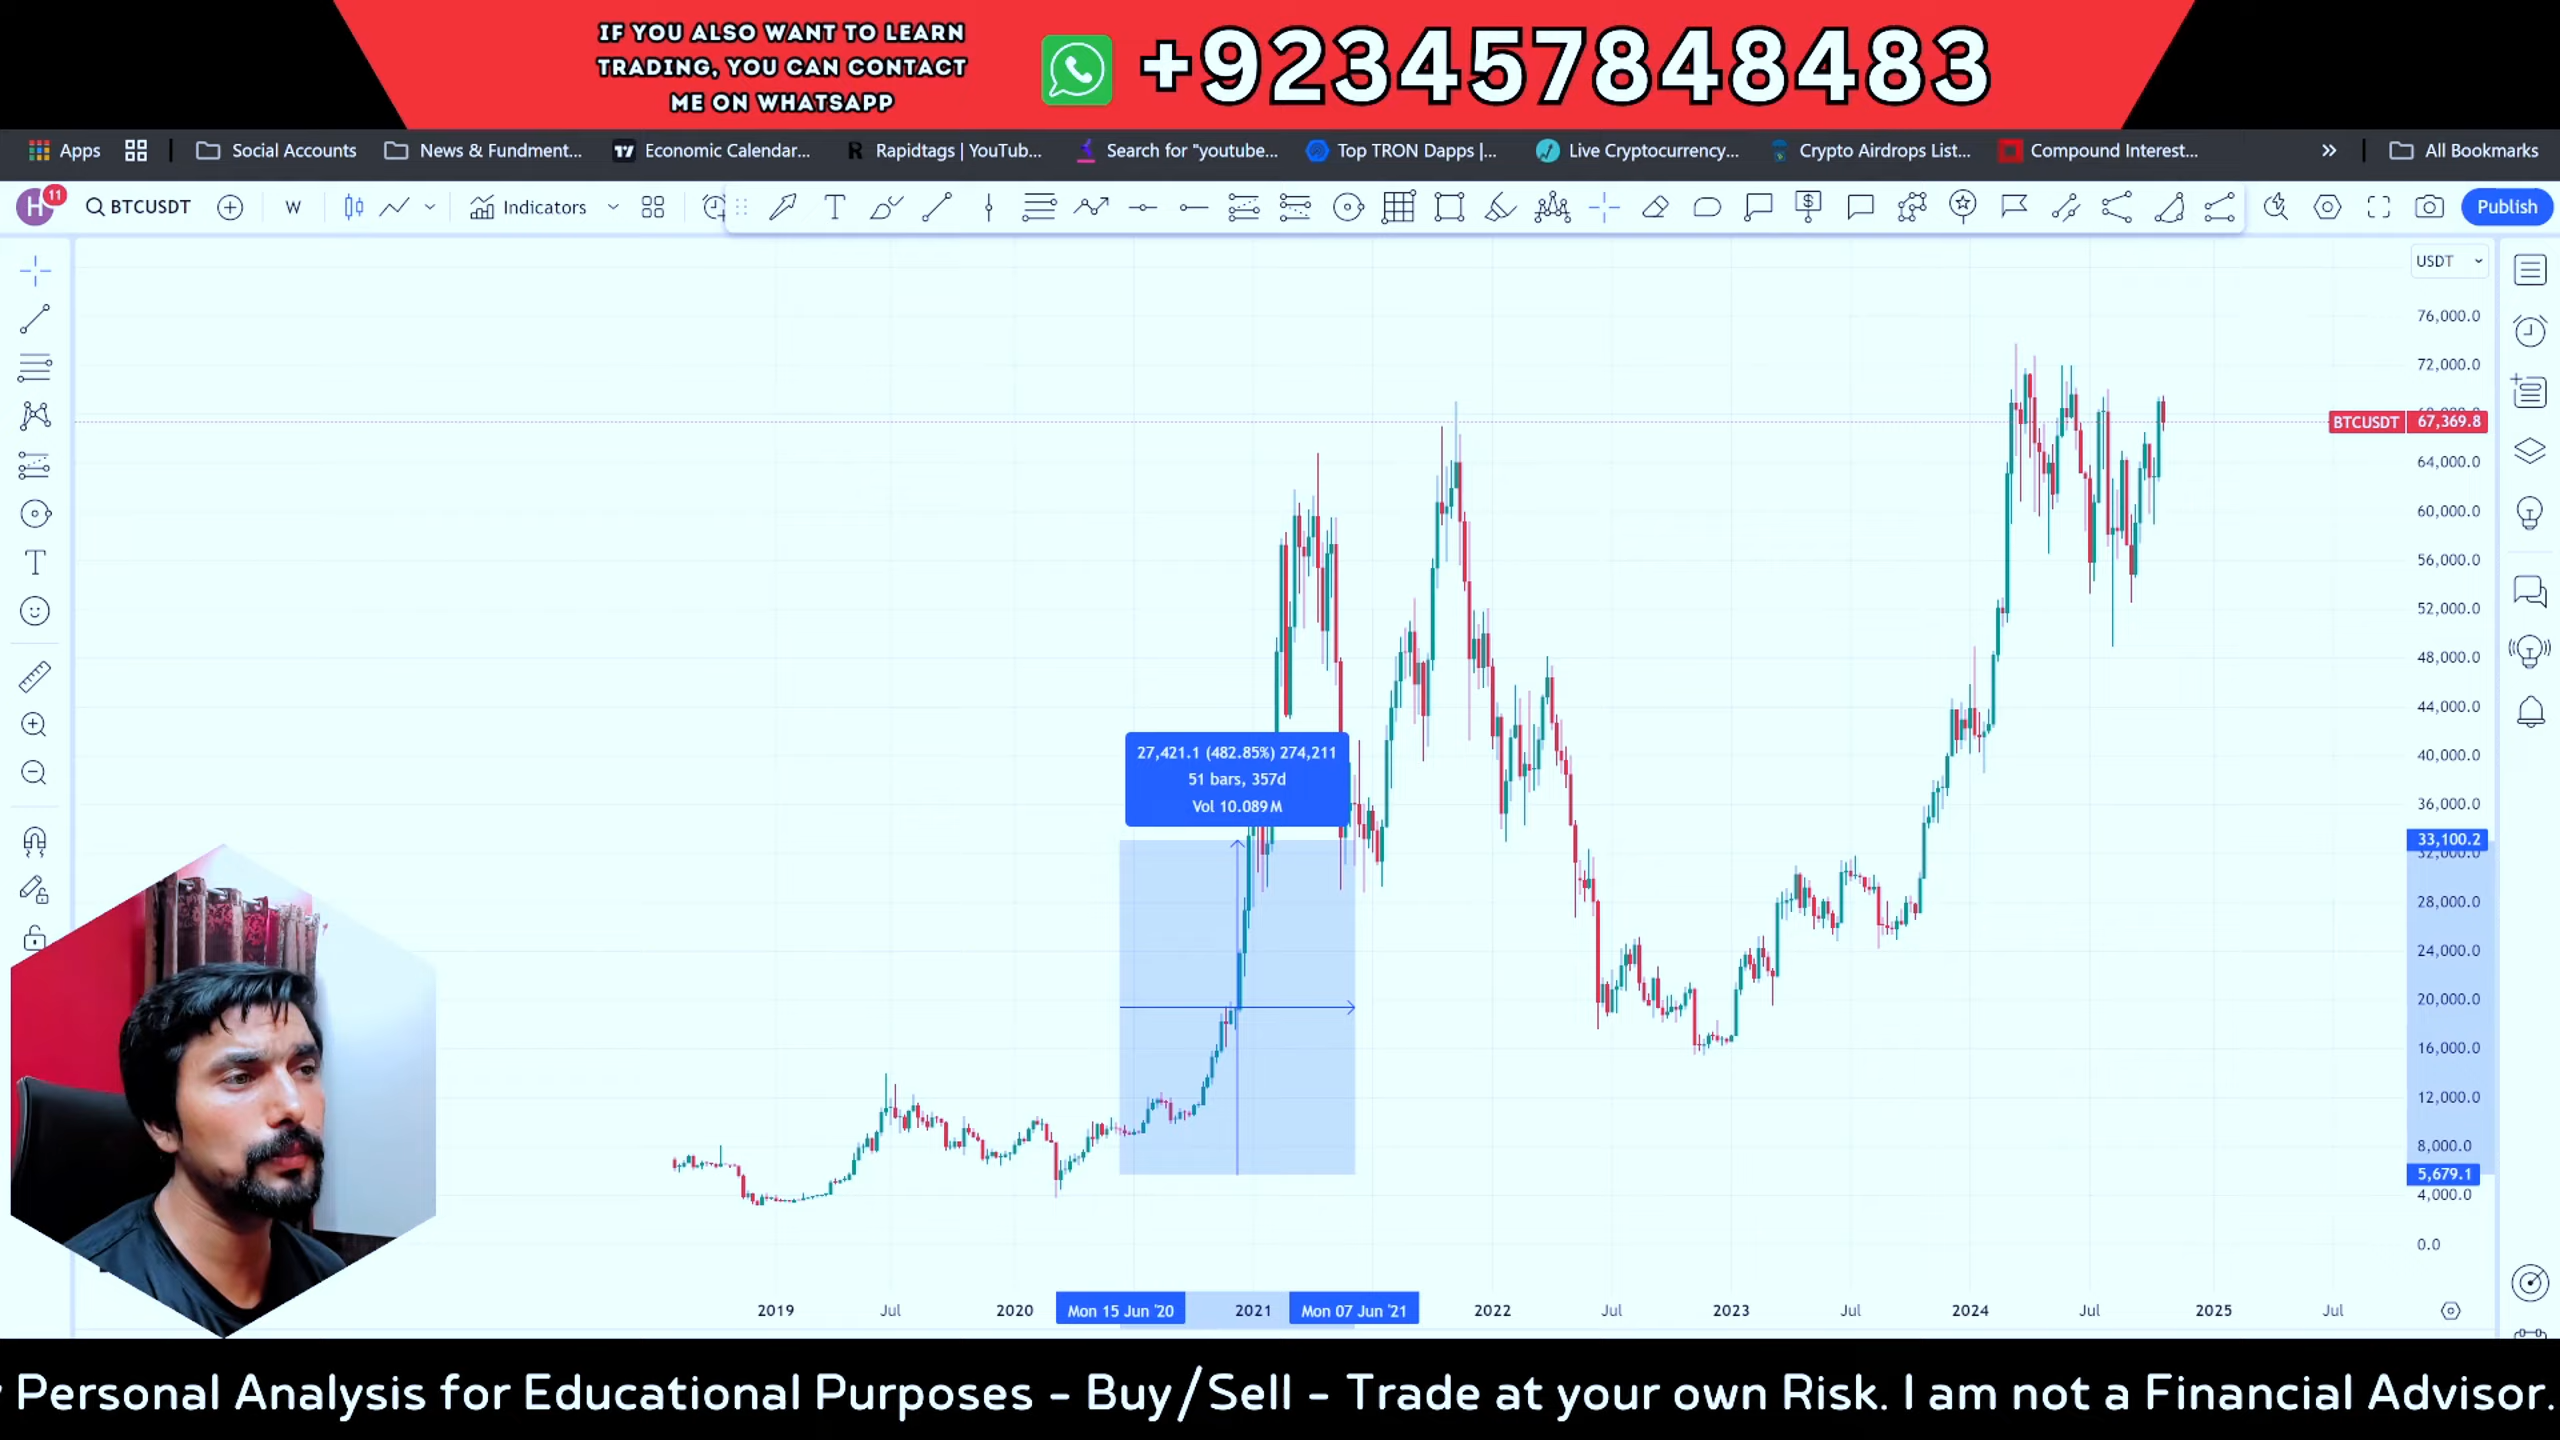 IF YOU ALSO WANT TO LEARN
TRADING, YOU CAN CONTACT
ME ON WHATSAPP
+923457848483
Apps
Social Accounts
News & Fundment...
Economic Calendar...
Rapidtags | YouTub...
Search for "youtube...
Top TRON Dapps |...
Live Cryptocurrency...
Crypto Airdrops List...
Compound Interest...
All Bookmarks
H 11
BTCUSDT
W
Indicators
Publish
USDT
76,000.0
72,000.0
BTCUSDT 67,369.8
64,000.0
60,000.0
56,000.0
52,000.0
48,000.0
44,000.0
40,000.0
36,000.0
33,100.2
32,000.0
28,000.0
24,000.0
20,000.0
16,000.0
12,000.0
8,000.0
5,679.1
4,000.0
0.0
27,421.1 (482.85%) 274,211
51 bars, 357d
Vol 10.089M
2019 Jul 2020 Mon 15 Jun '20 2021 Mon 07 Jun '21 2022 Jul 2023 Jul 2024 Jul 2025 Jul
Personal Analysis for Educational Purposes - Buy/Sell - Trade at your own Risk. I am not a Financial Advisor.